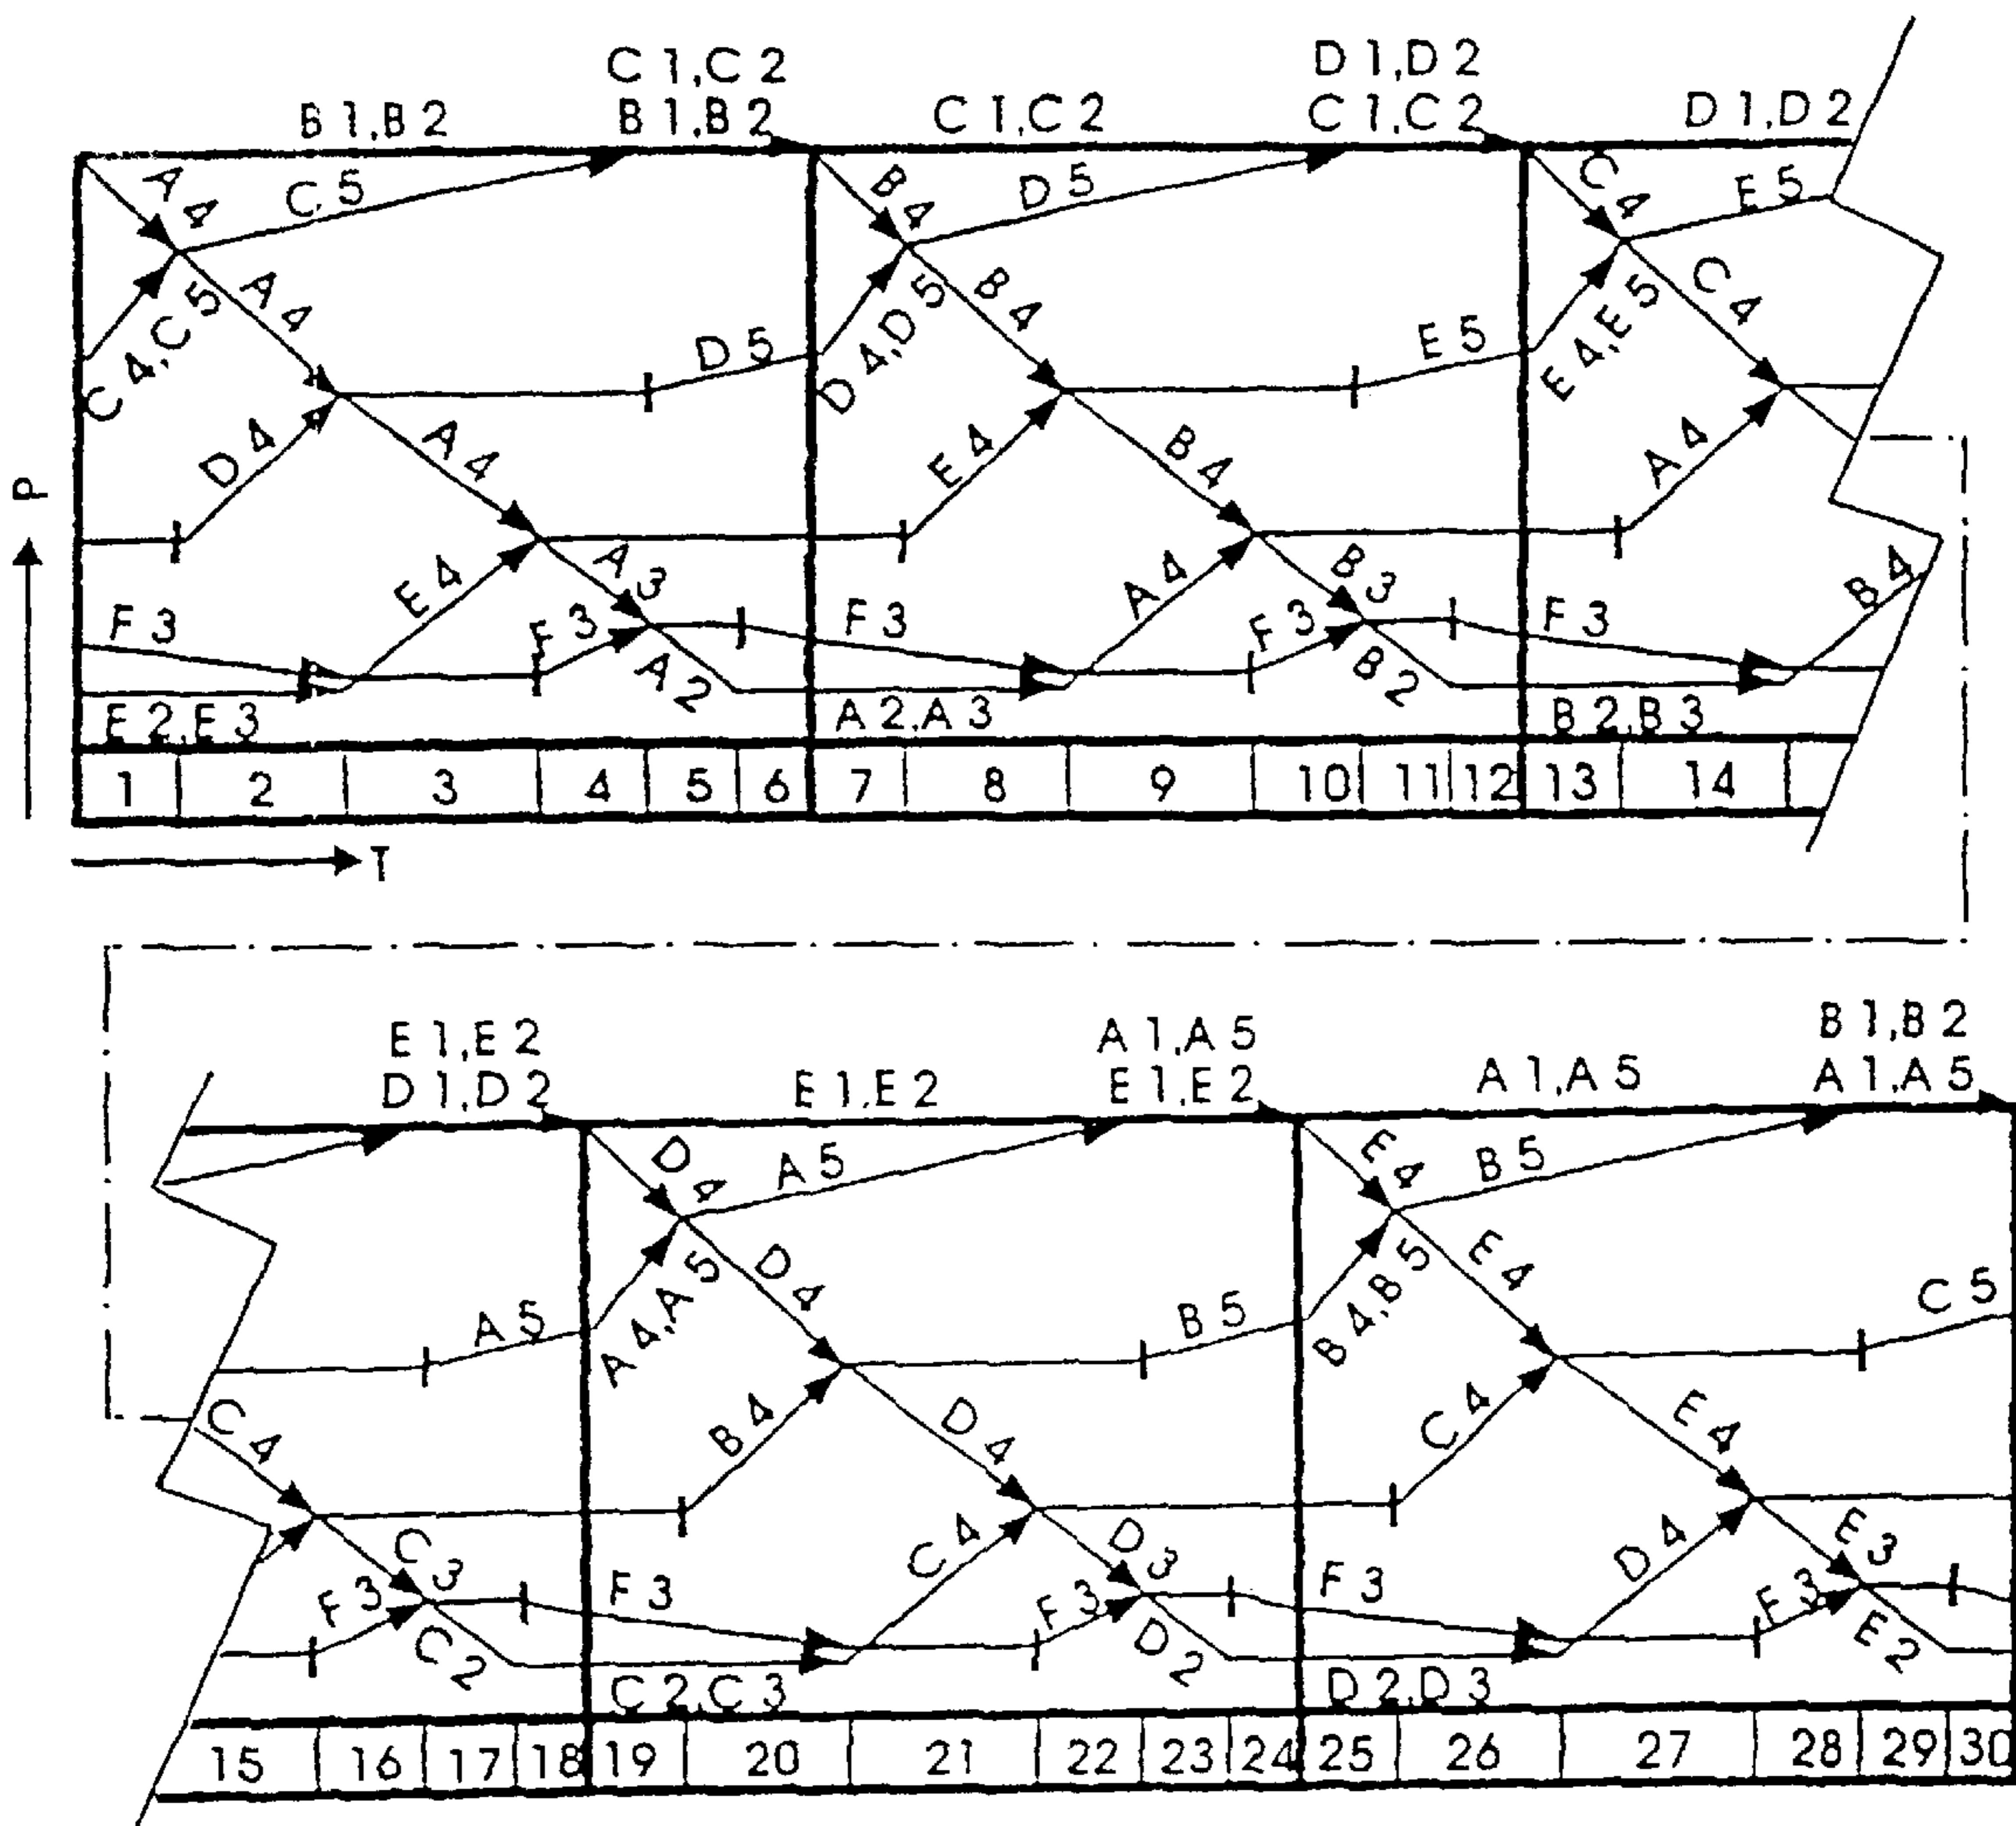 C 1,C 2
D 1,D 2
B 1,B 2
B 1,B 2
C 1,C 2
C 1,C 2
D 1,D 2
A 4
C 5
B 4
D 5
C 4
E 5
C 4,C 5
A 4
D 5
D 4,D 5
B 4
E 5
E 4,E 5
C 4
D 4
A 4
E 4
B 4
A 4
P
E 4
A 3
A 4
B 3
B 4
F 3
F 3
F 3
F 3
F 3
A 2
B 2
E 2,E 3
A 2,A 3
B 2,B 3
1 2 3 4 5 6 7 8 9 10 11 12 13 14
T
E 1,E 2
A 1,A 5
B 1,B 2
D 1,D 2
E 1,E 2
E 1,E 2
A 1,A 5
A 1,A 5
D 4
A 5
E 4
B 5
A 5
A 4,A 5
D 4
B 5
B 4,B 5
E 4
C 5
C 4
B 4
D 4
C 4
E 4
C 3
C 4
D 3
D 4
E 3
F 3
F 3
F 3
F 3
F 3
C 2
D 2
E 2
C 2,C 3
D 2,D 3
15 16 17 18 19 20 21 22 23 24 25 26 27 28 29 30